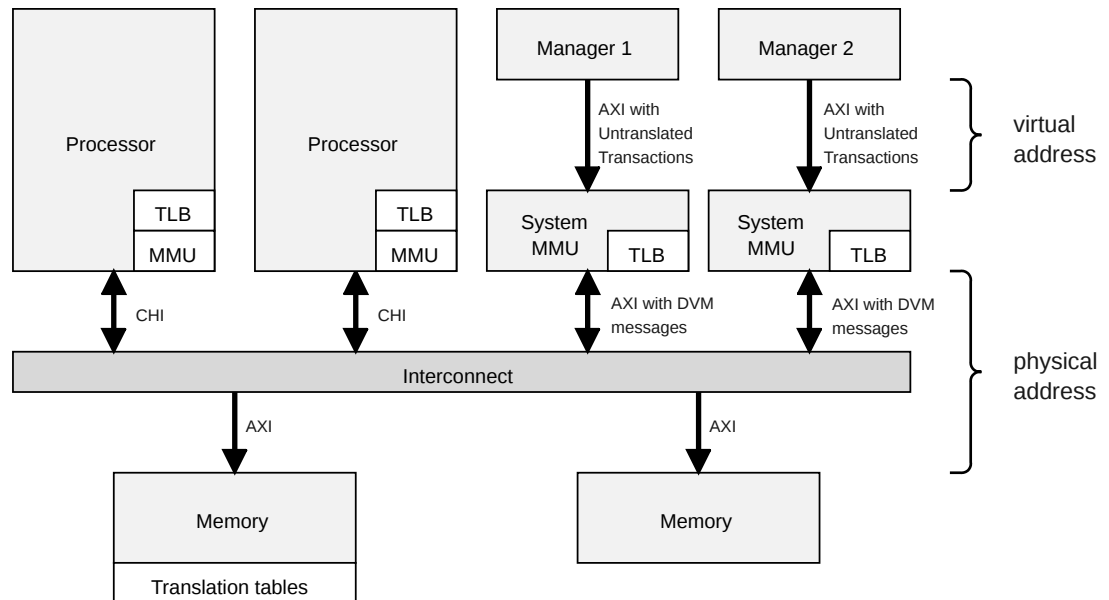 Manager 1
Manager 2
AXI with
Untranslated
Transactions
AXI with
Untranslated
Transactions
virtual
address
Processor
Processor
TLB
MMU
TLB
MMU
System
MMU
TLB
System
MMU
TLB
CHI
CHI
AXI with DVM
messages
AXI with DVM
messages
Interconnect
physical
address
AXI
AXI
Memory
Memory
Translation tables